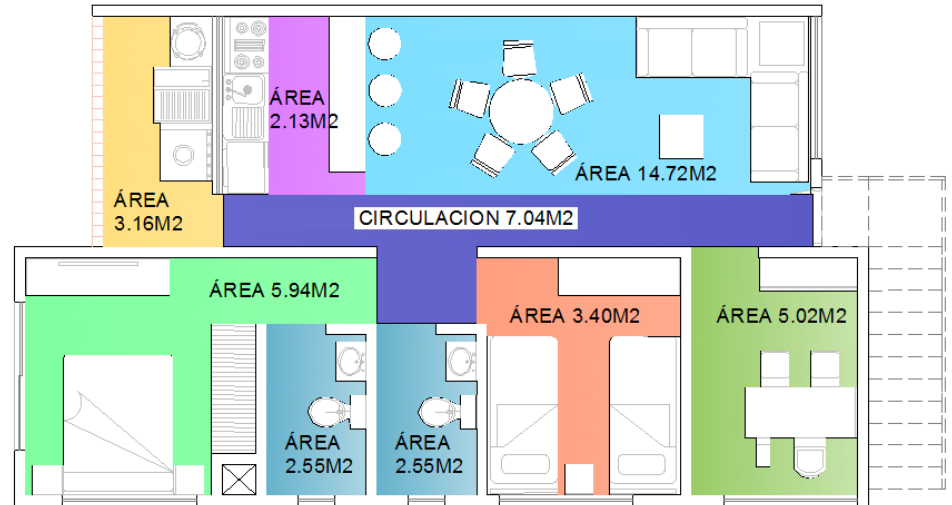 ÁREA
2.13M2
ÁREA 14.72M2
ÁREA
3.16M2
CIRCULACION 7.04M2
ÁREA 5.94M2
ÁREA 3.40M2
ÁREA 5.02M2
ÁREA
2.55M2
ÁREA
2.55M2